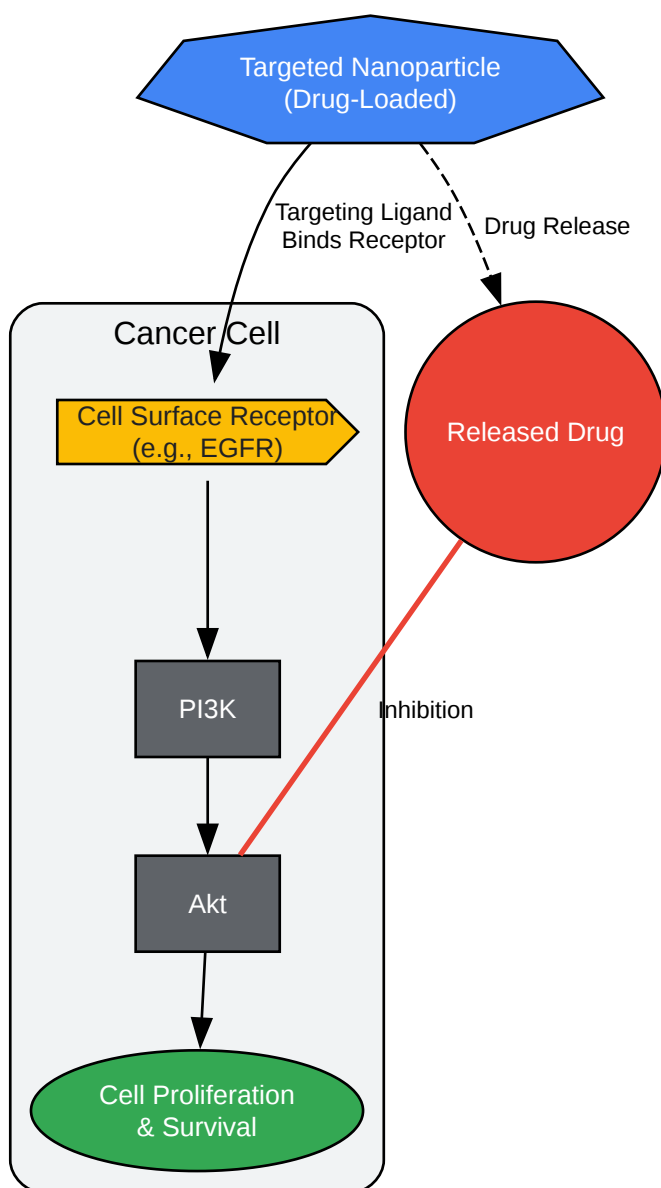 Targeted Nanoparticle
(Drug-Loaded)
Targeting Ligand
Binds Receptor
Drug Release
Cancer Cell
Cell Surface Receptor
(e.g., EGFR)
Released Drug
PI3K
Inhibition
Akt
Cell Proliferation
& Survival